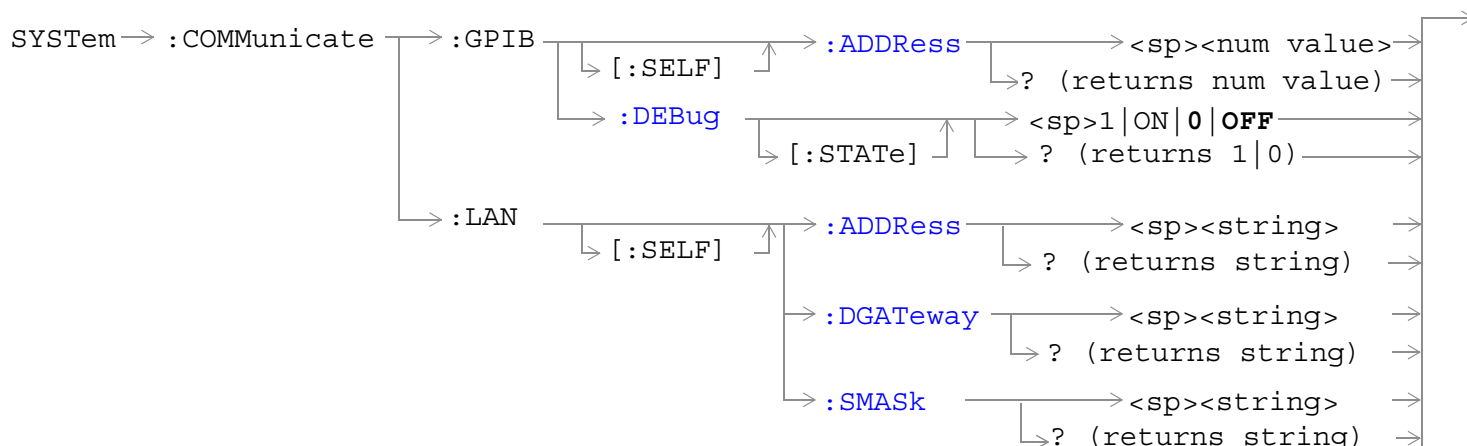 SYSTem :COMMunicate :GPIB :ADDRess <sp><num value>
[:SELF] ? (returns num value)
:DEBug <sp>1|ON|0|OFF
[:STATe] ? (returns 1|0)
:LAN :ADDRess <sp><string>
[:SELF] ? (returns string)
:DGATeway <sp><string>
? (returns string)
:SMASk <sp><string>
? (returns string)